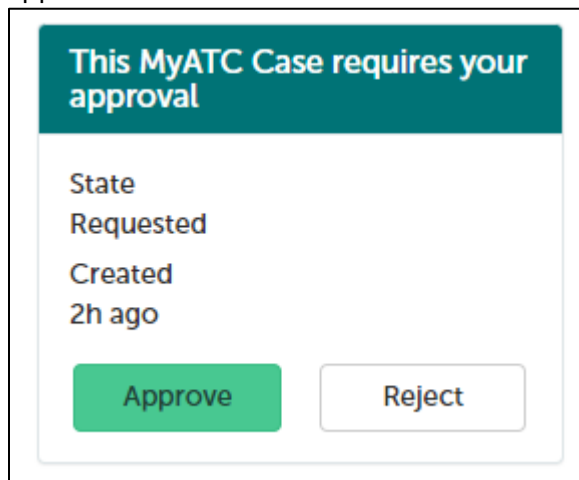 This MyATC Case requires your
approval
State
Requested
Created
2h ago
Approve Reject